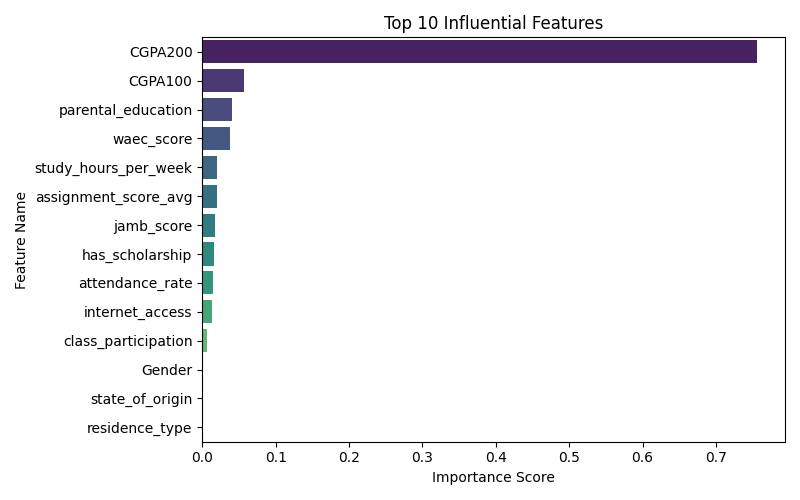 Top 10 Influential Features
Feature Name
CGPA200
CGPA100
parental_education
waec_score
study_hours_per_week
assignment_score_avg
jamb_score
has_scholarship
attendance_rate
internet_access
class_participation
Gender
state_of_origin
residence_type
0.0 0.1 0.2 0.3 0.4 0.5 0.6 0.7
Importance Score